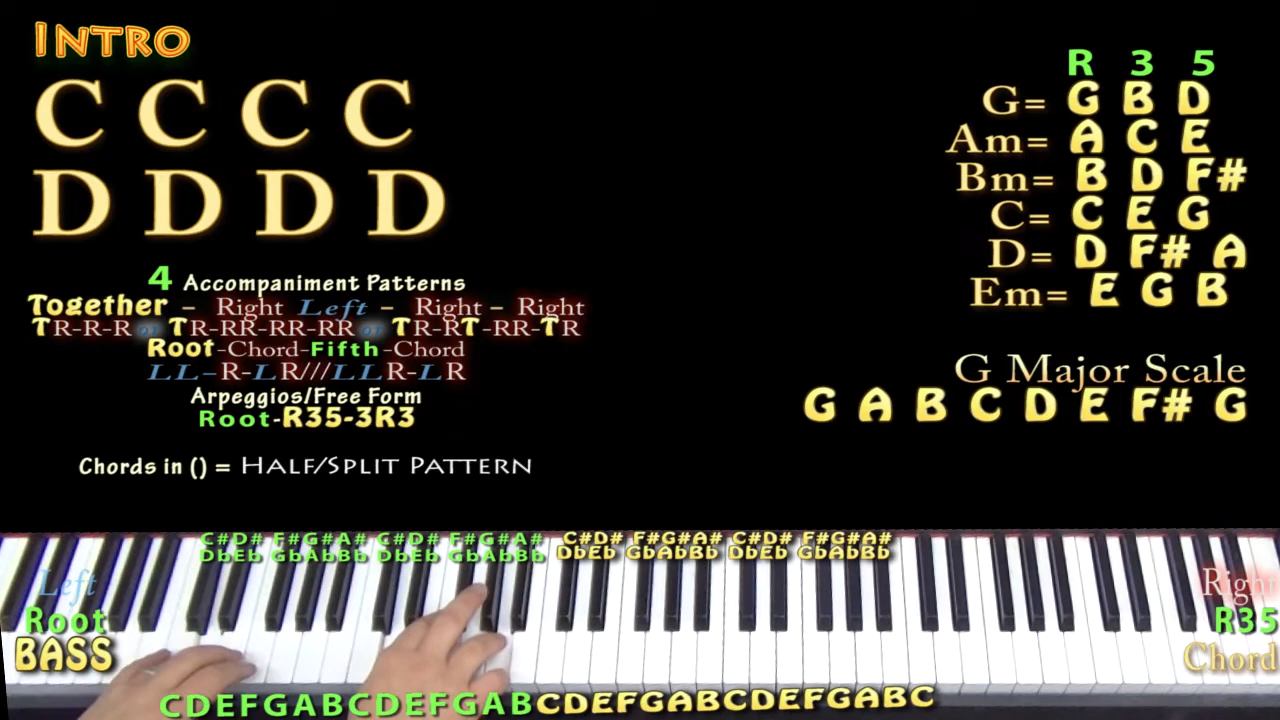 INTRO
C C C C
D D D D
4 Accompaniment Patterns
Together – Right Left – Right – Right
TR-R-R or TR-RR-RR-RR or TR-RT-RR-TR
Root-Chord-Fifth-Chord
LL–R-LR///LLR-LR
Arpeggios/Free Form
Root-R35-3R3
Chords in () = HALF/SPLIT PATTERN
R 3 5
G= G B D
Am= A C E
Bm= B D F#
C= C E G
D= D F# A
Em= E G B
G Major Scale
G A B C D E F# G
C#D# F#G#A# C#D# F#G#A# C#D# F#G#A# C#D# F#G#A#
DbEb GbAbBb DbEb GbAbBb DbEb GbAbBb DbEb GbAbBb
Left
Root
BASS
Right
R35
Chord
CDEFGABCDEFGABCDEFGABCDEFGABC